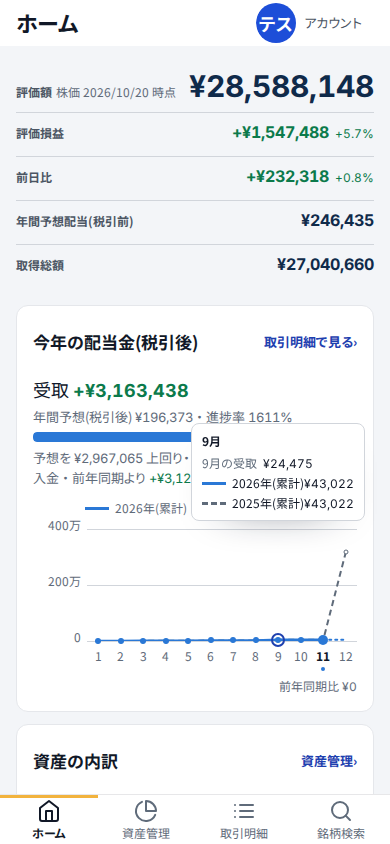 ホーム
テス アカウント
評価額 株価 2026/10/20 時点 ¥28,588,148
評価損益 +¥1,547,488 +5.7%
前日比 +¥232,318 +0.8%
年間予想配当(税引前) ¥246,435
取得総額 ¥27,040,660
今年の配当金(税引後) 取引明細で見る›
受取 +¥3,163,438
年間予想(税引後) ¥196,373・進捗率 1611%
予想を ¥2,967,065 上回り・
入金・前年同期より +¥3,12
9月
9月の受取 ¥24,475
2026年(累計)¥43,022
2025年(累計)¥43,022
2026年(累計)
400万
200万
0
1 2 3 4 5 6 7 8 9 10 11 12
前年同期比 ¥0
資産の内訳 資産管理›
ホーム 資産管理 取引明細 銘柄検索